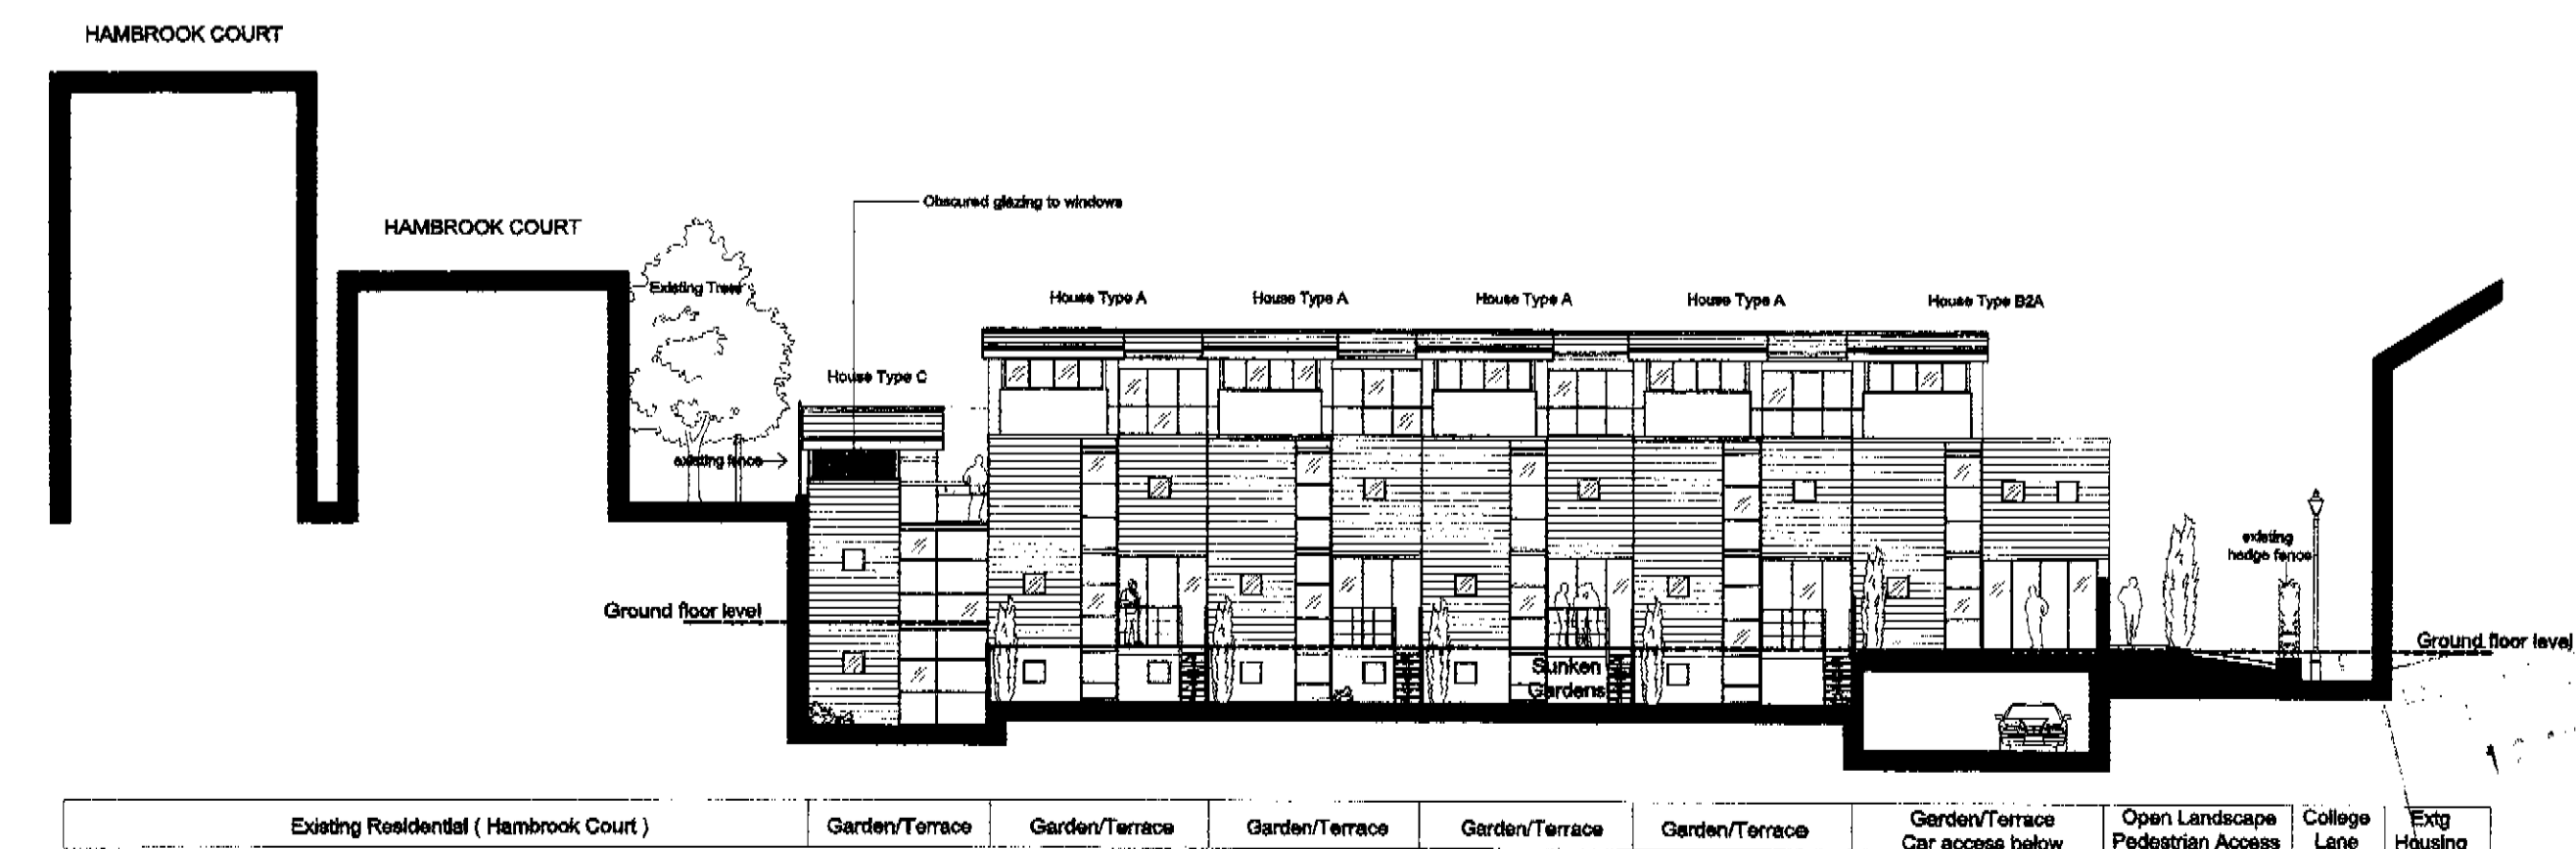 HAMBROOK COURT
HAMBROOK COURT
Obscured glazing to windows
Existing Trees
House Type C
House Type A
House Type A
House Type A
House Type A
House Type B2A
existing fence
existing
hedge fence
Ground floor level
Ground floor level
Sunken
Gardens
Existing Residential ( Hambrook Court )
Garden/Terrace
Garden/Terrace
Garden/Terrace
Garden/Terrace
Garden/Terrace
Garden/Terrace
Car access below
Open Landscape
Pedestrian Access
College
Lane
Extg
Housing